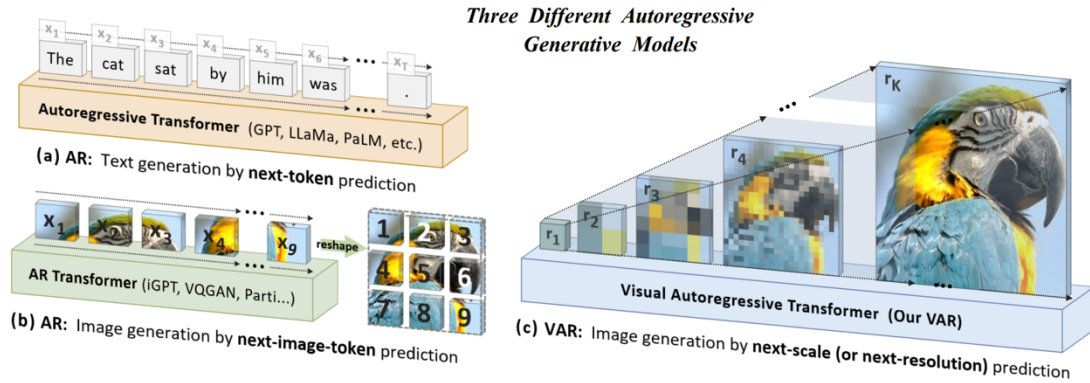 Three Different Autoregressive
Generative Models
x1 x2 x3 x4 x5 x6 ••• xT
The cat sat by him was ••• .
Autoregressive Transformer (GPT, LLaMa, PaLM, etc.)
(a) AR: Text generation by next-token prediction
X1 X2 X3 X4 ••• X9
reshape
1 2 3
4 5 6
7 8 9
AR Transformer (iGPT, VQGAN, Parti...)
(b) AR: Image generation by next-image-token prediction
r1 r2 r3 r4 ••• rK
Visual Autoregressive Transformer (Our VAR)
(c) VAR: Image generation by next-scale (or next-resolution) prediction